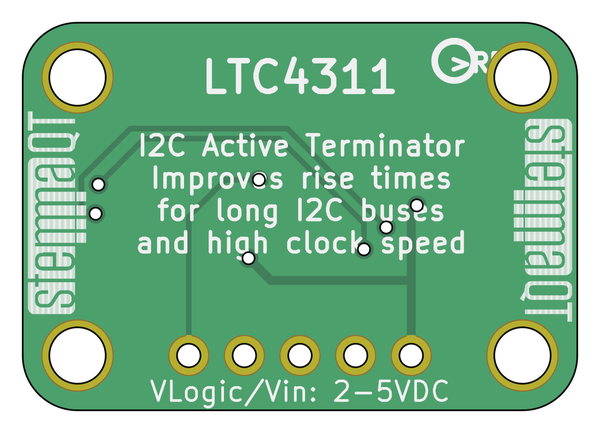 LTC4311
I2C Active Terminator
Improves rise times
for long I2C buses
and high clock speed
stemmaQT
stemmaQT
VLogic/Vin: 2-5VDC